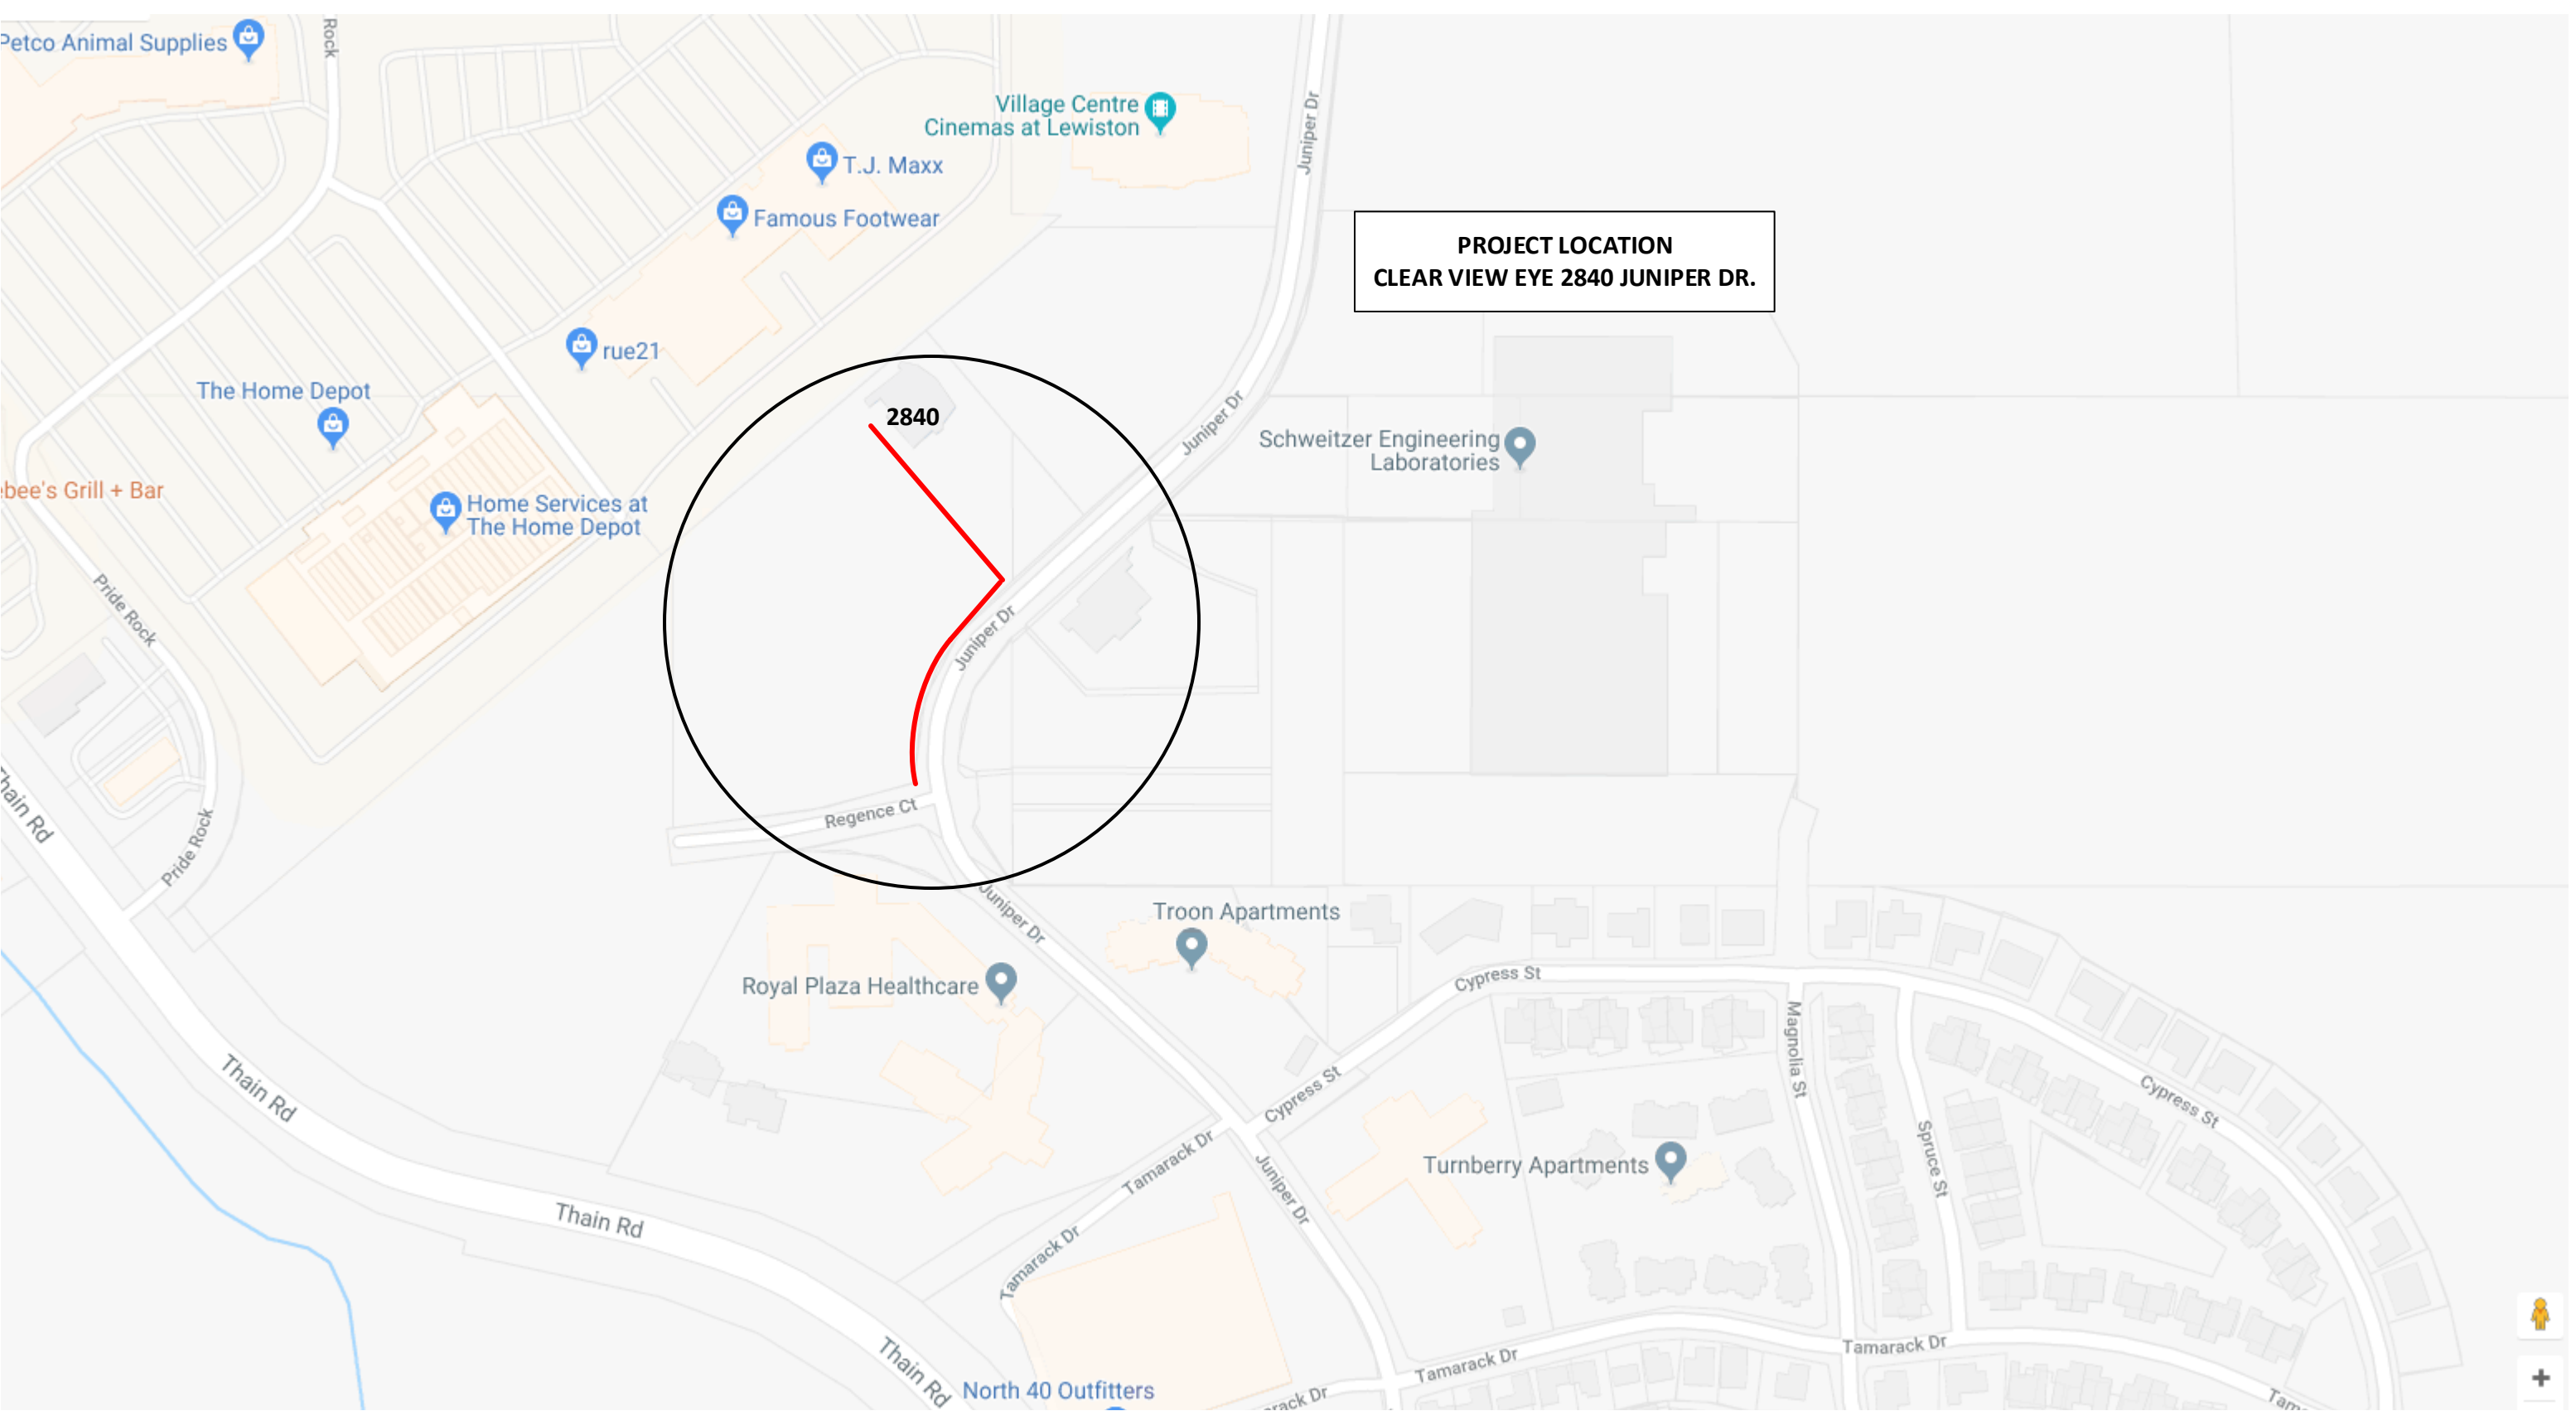 Petco Animal Supplies
Rock
Village Centre
Cinemas at Lewiston
Juniper Dr
T.J. Maxx
Famous Footwear
PROJECT LOCATION
CLEAR VIEW EYE 2840 JUNIPER DR.
rue21
The Home Depot
2840
Juniper Dr
Schweitzer Engineering
Laboratories
ebee's Grill + Bar
Home Services at
The Home Depot
Pride Rock
Juniper Dr
Thain Rd
Regence Ct
Pride Rock
Juniper Dr
Troon Apartments
Royal Plaza Healthcare
Cypress St
Magnolia St
Thain Rd
Cypress St
Cypress St
Tamarack Dr
Juniper Dr
Spruce St
Turnberry Apartments
Thain Rd
Tamarack Dr
Thain Rd
Tamarack Dr
Tamarack Dr
North 40 Outfitters
rack Dr
Tama